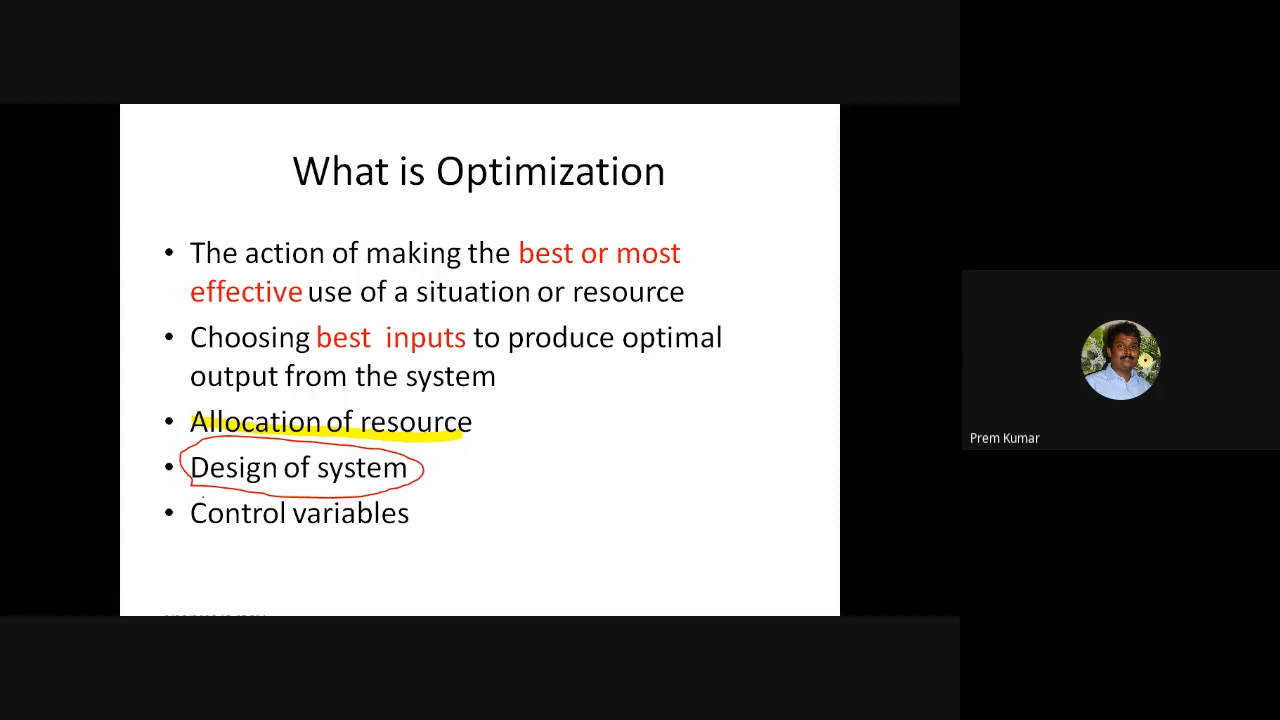 What is Optimization
• The action of making the best or most
effective use of a situation or resource
• Choosing best inputs to produce optimal
output from the system
• Allocation of resource
• Design of system
• Control variables
Prem Kumar